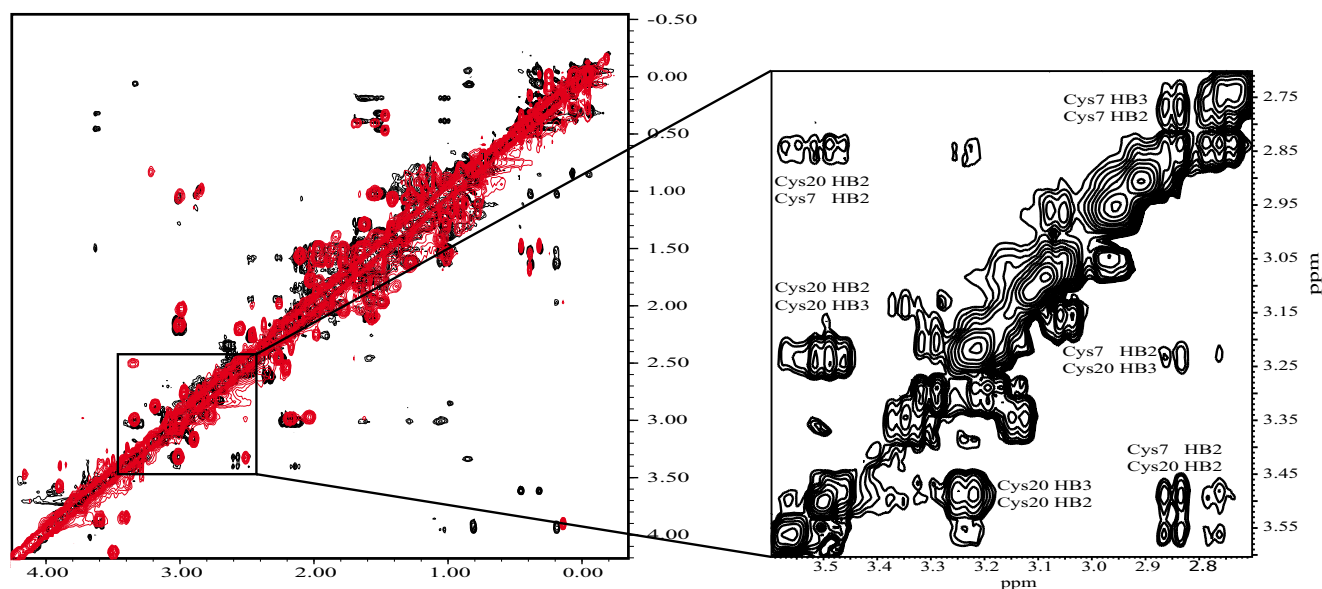 -0.50
0.00
0.50
1.00
1.50
2.00
2.50
3.00
3.50
4.00
4.00 3.00 2.00 1.00 0.00
Cys7 HB3
Cys7 HB2
Cys20 HB2
Cys7 HB2
Cys20 HB2
Cys20 HB3
Cys7 HB2
Cys20 HB3
Cys7 HB2
Cys20 HB2
Cys20 HB3
Cys20 HB2
2.75
2.85
2.95
3.05
3.15
3.25
3.35
3.45
3.55
ppm
3.5 3.4 3.3 3.2 3.1 3.0 2.9 2.8
ppm